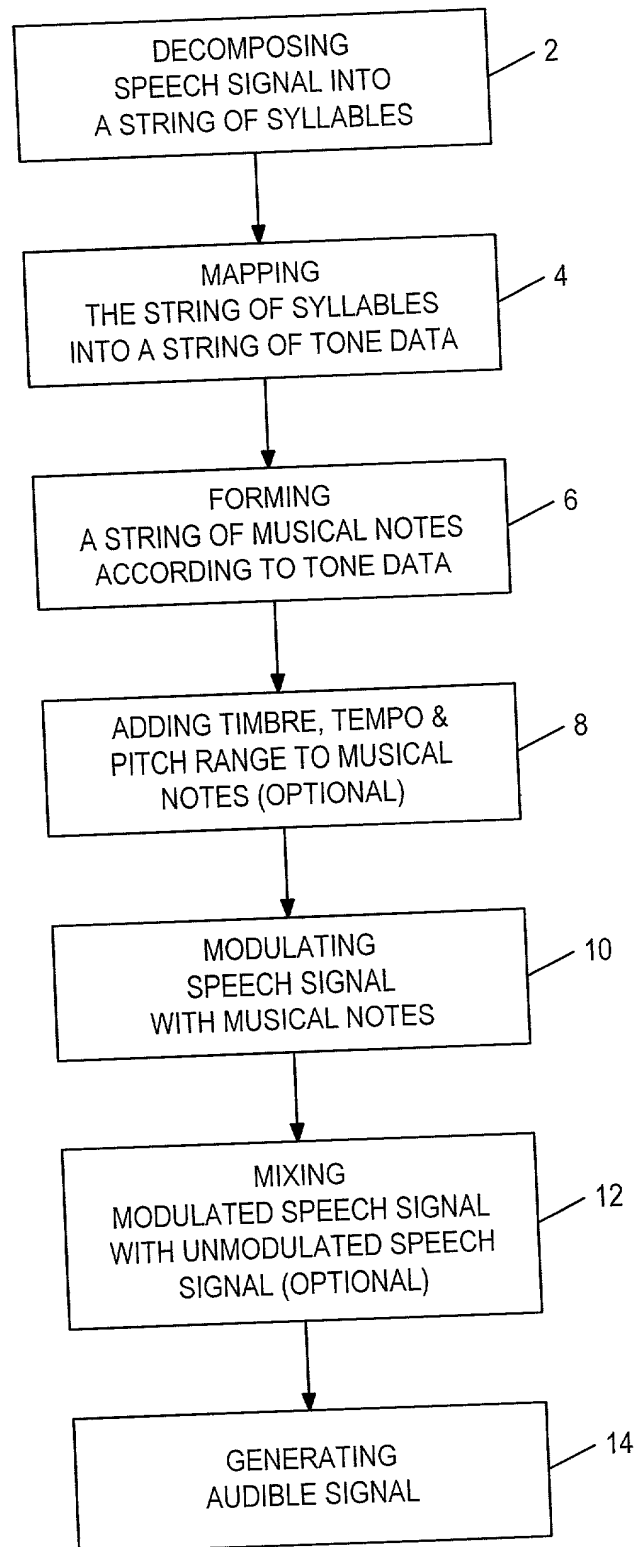 DECOMPOSING
SPEECH SIGNAL INTO
A STRING OF SYLLABLES
2
MAPPING
THE STRING OF SYLLABLES
INTO A STRING OF TONE DATA
4
FORMING
A STRING OF MUSICAL NOTES
ACCORDING TO TONE DATA
6
ADDING TIMBRE, TEMPO &
PITCH RANGE TO MUSICAL
NOTES (OPTIONAL)
8
MODULATING
SPEECH SIGNAL
WITH MUSICAL NOTES
10
MIXING
MODULATED SPEECH SIGNAL
WITH UNMODULATED SPEECH
SIGNAL (OPTIONAL)
12
GENERATING
AUDIBLE SIGNAL
14